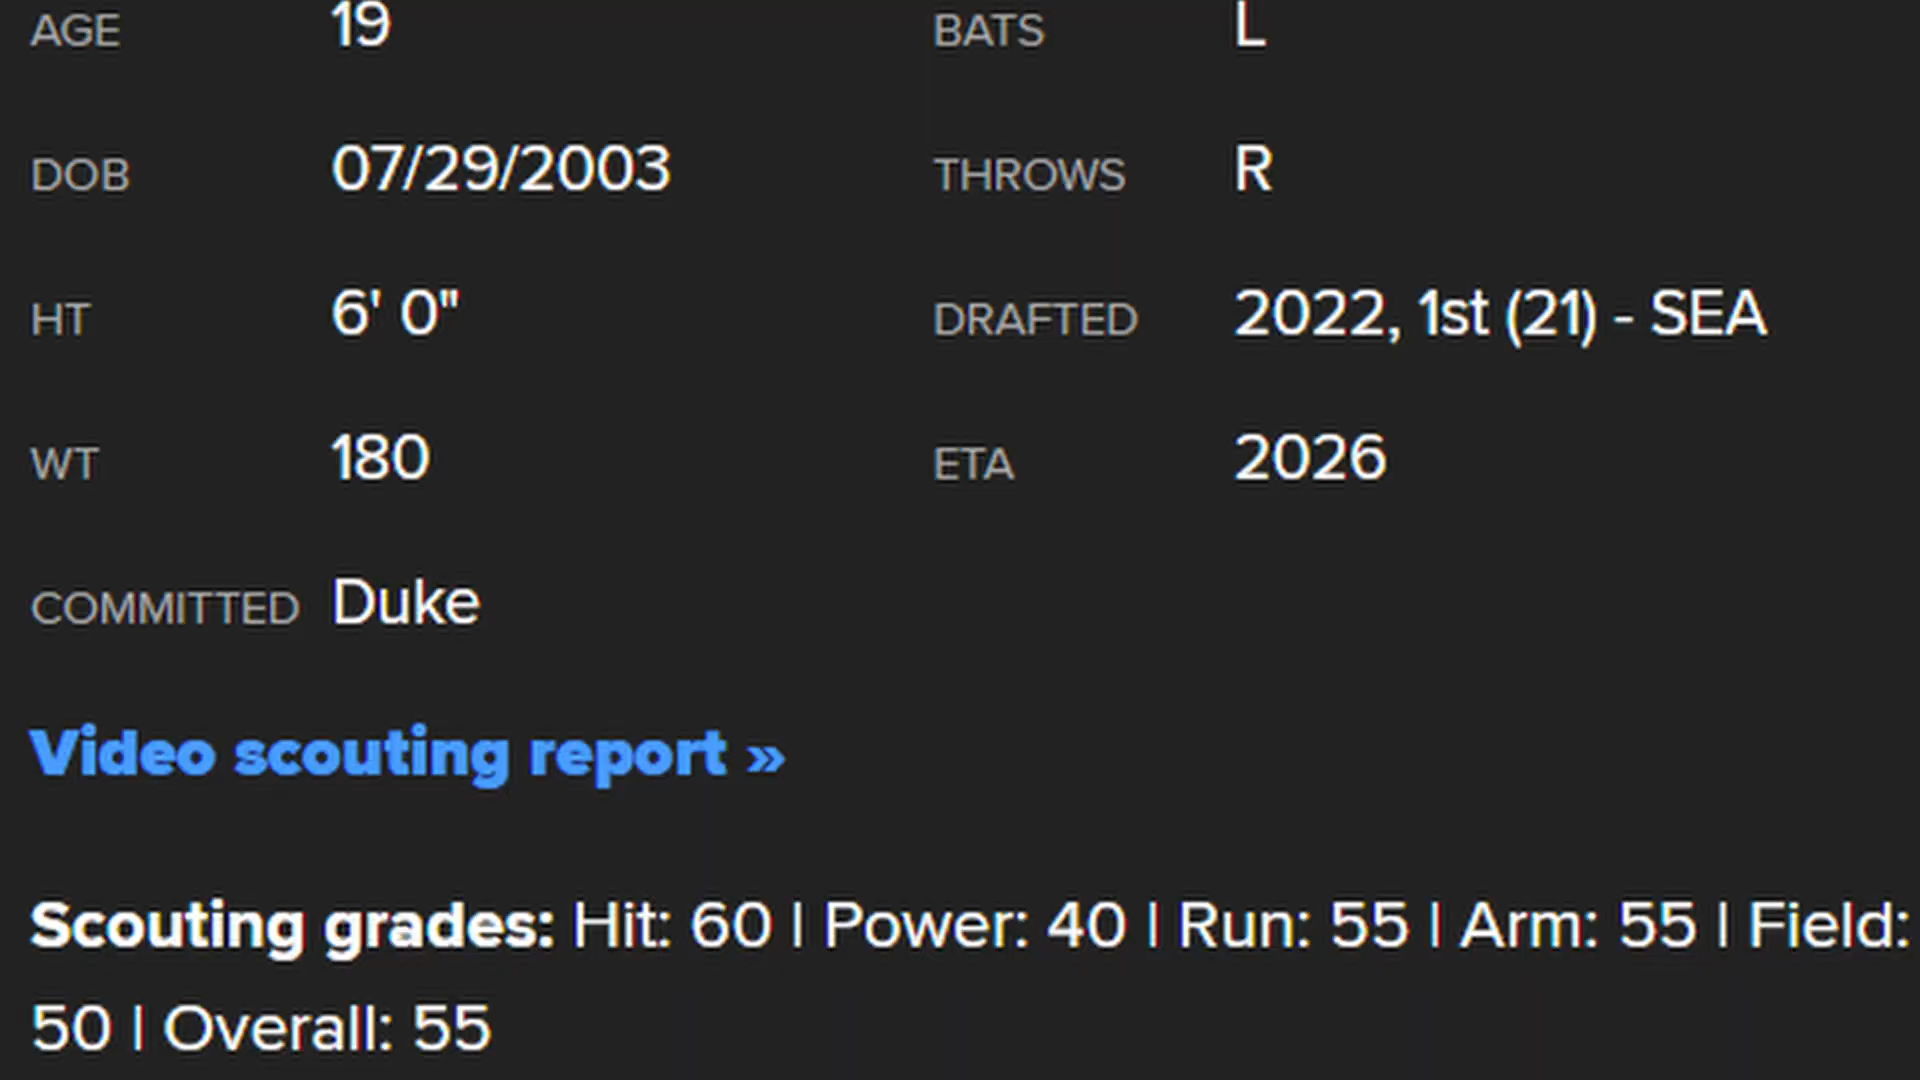 AGE 19 BATS L
DOB 07/29/2003 THROWS R
HT 6' 0" DRAFTED 2022, 1st (21) - SEA
WT 180 ETA 2026
COMMITTED Duke
Video scouting report »
Scouting grades: Hit: 60 | Power: 40 | Run: 55 | Arm: 55 | Field:
50 | Overall: 55